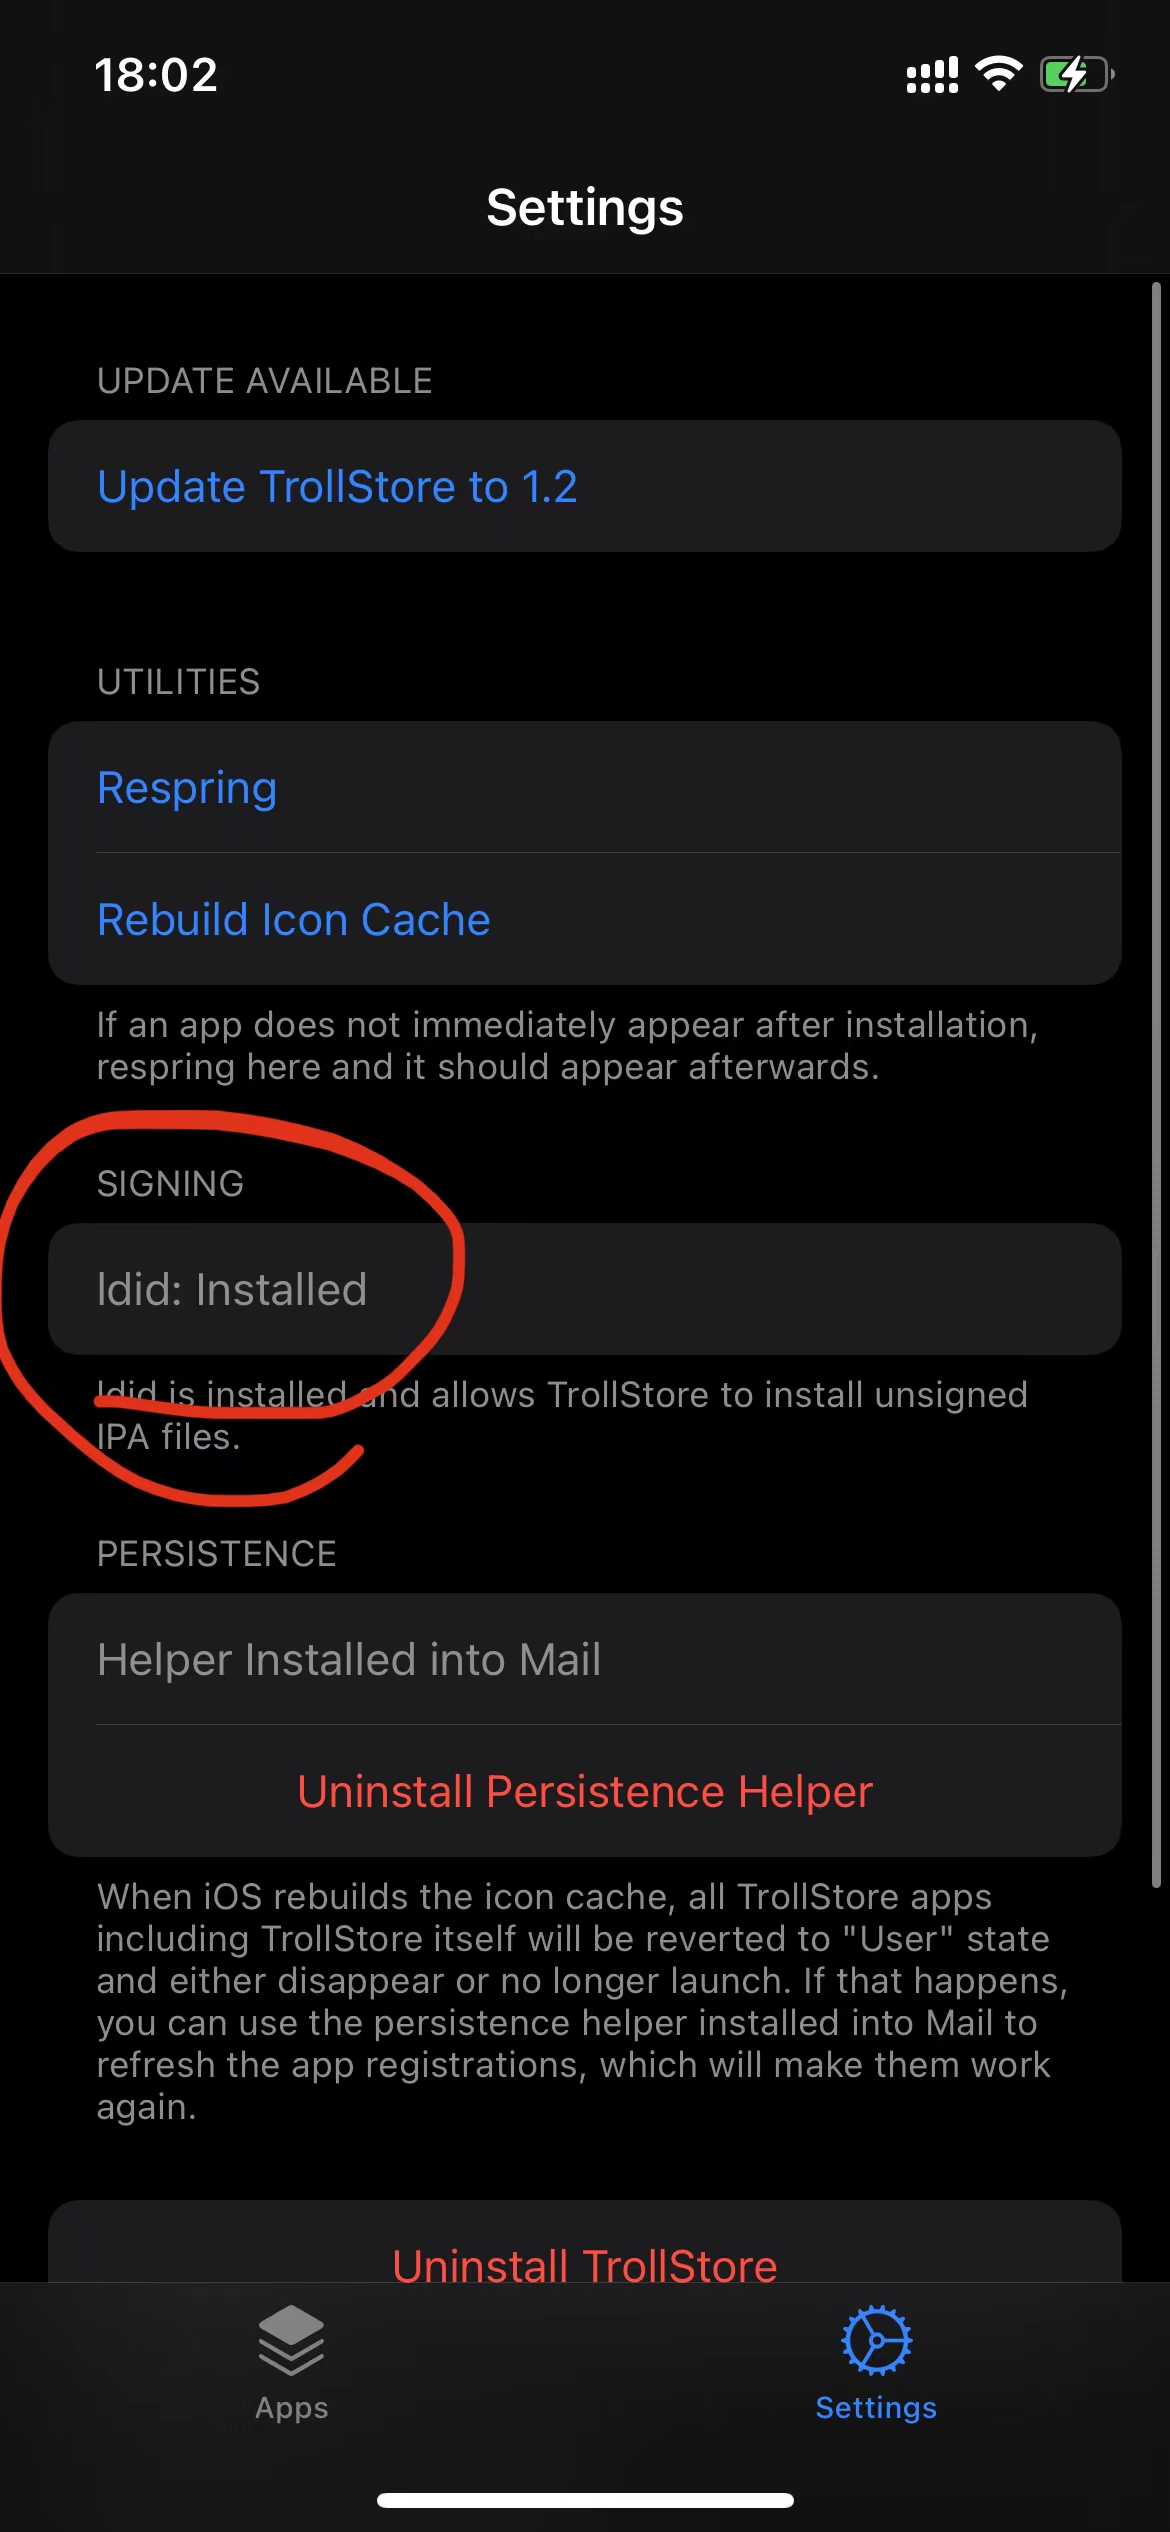 18:02
Settings
UPDATE AVAILABLE
Update TrollStore to 1.2
UTILITIES
Respring
Rebuild Icon Cache
If an app does not immediately appear after installation,
respring here and it should appear afterwards.
SIGNING
ldid: Installed
ldid is installed and allows TrollStore to install unsigned
IPA files.
PERSISTENCE
Helper Installed into Mail
Uninstall Persistence Helper
When iOS rebuilds the icon cache, all TrollStore apps
including TrollStore itself will be reverted to "User" state
and either disappear or no longer launch. If that happens,
you can use the persistence helper installed into Mail to
refresh the app registrations, which will make them work
again.
Uninstall TrollStore
Apps
Settings